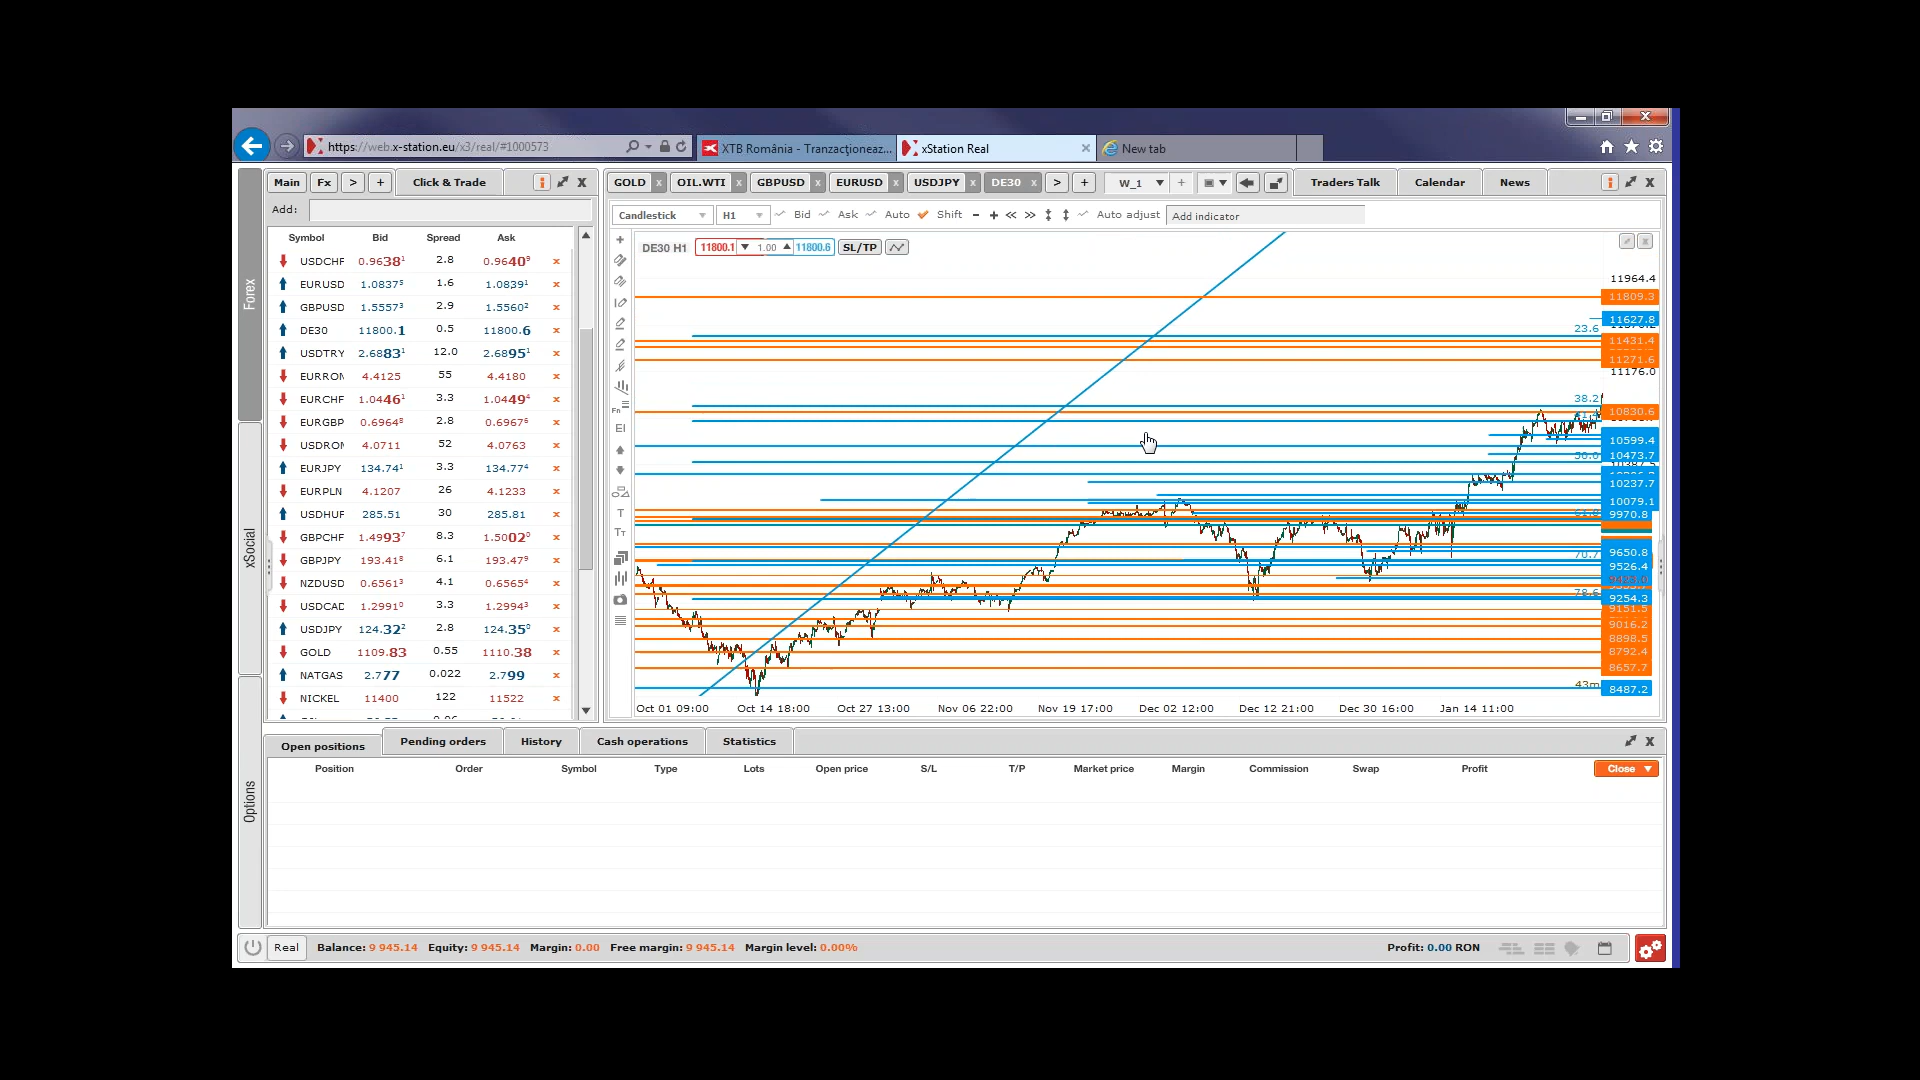 https://web.x-station.eu/x3/real/#1000573
XTB România - Tranzacţioneaz...
xStation Real
New tab
Main Fx > + Click & Trade
GOLD x OIL.WTI x GBPUSD x EURUSD x USDJPY x DE30 x > + W_1 + Traders Talk Calendar News
Add:
Candlestick H1 Bid Ask Auto Shift Auto adjust Add indicator
Symbol Bid Spread Ask
USDCHF 0.96381 2.8 0.96409
EURUSD 1.08375 1.6 1.08391
GBPUSD 1.55573 2.9 1.55602
DE30 11800.1 0.5 11800.6
USDTRY 2.68831 12.0 2.68951
EURRON 4.4125 55 4.4180
EURCHF 1.04461 3.3 1.04494
EURGBP 0.69648 2.8 0.69676
USDRON 4.0711 52 4.0763
EURJPY 134.741 3.3 134.774
EURPLN 4.1207 26 4.1233
USDHUF 285.51 30 285.81
GBPCHF 1.49937 8.3 1.50020
GBPJPY 193.418 6.1 193.479
NZDUSD 0.65613 4.1 0.65654
USDCAD 1.29910 3.3 1.29943
USDJPY 124.322 2.8 124.350
GOLD 1109.83 0.55 1110.38
NATGAS 2.777 0.022 2.799
NICKEL 11400 122 11522
Forex
xSocial
Options
DE30 H1 11800.1 1.00 11800.6 SL/TP
11964.4
11809.3
11627.8
23.6
11431.4
11271.6
11176.0
38.2
10830.6
10599.4
50.0
10473.7
10237.7
10079.1
61.8
9970.8
9650.8
70.7
9526.4
78.6
9254.3
9151.5
9016.2
8898.5
8792.4
8657.7
43m
8487.2
Oct 01 09:00 Oct 14 18:00 Oct 27 13:00 Nov 06 22:00 Nov 19 17:00 Dec 02 12:00 Dec 12 21:00 Dec 30 16:00 Jan 14 11:00
Open positions Pending orders History Cash operations Statistics
Position Order Symbol Type Lots Open price S/L T/P Market price Margin Commission Swap Profit Close
Real Balance: 9 945.14 Equity: 9 945.14 Margin: 0.00 Free margin: 9 945.14 Margin level: 0.00% Profit: 0.00 RON